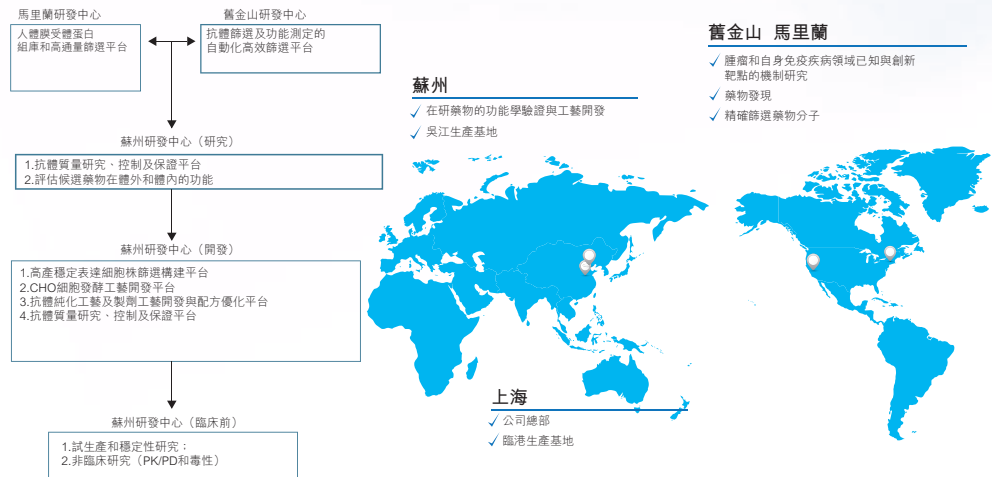 馬里蘭研發中心
人體膜受體蛋白
組庫和高通量篩選平台
舊金山研發中心
抗體篩選及功能測定的
自動化高效篩選平台
蘇州研發中心（研究）
1.抗體質量研究、控制及保證平台
2.評估候選藥物在體外和體內的功能
蘇州研發中心（開發）
1.高產穩定表達細胞株篩選構建平台
2.CHO細胞發酵工藝開發平台
3.抗體純化工藝及製劑工藝開發與配方優化平台
4.抗體質量研究、控制及保證平台
蘇州研發中心（臨床前）
1.試生產和穩定性研究；
2.非臨床研究（PK/PD和毒性）
蘇州
✓ 在研藥物的功能學驗證與工藝開發
✓ 吳江生產基地
上海
✓ 公司總部
✓ 臨港生產基地
舊金山 馬里蘭
✓ 腫瘤和自身免疫疾病領域已知與創新
靶點的機制研究
✓ 藥物發現
✓ 精確篩選藥物分子